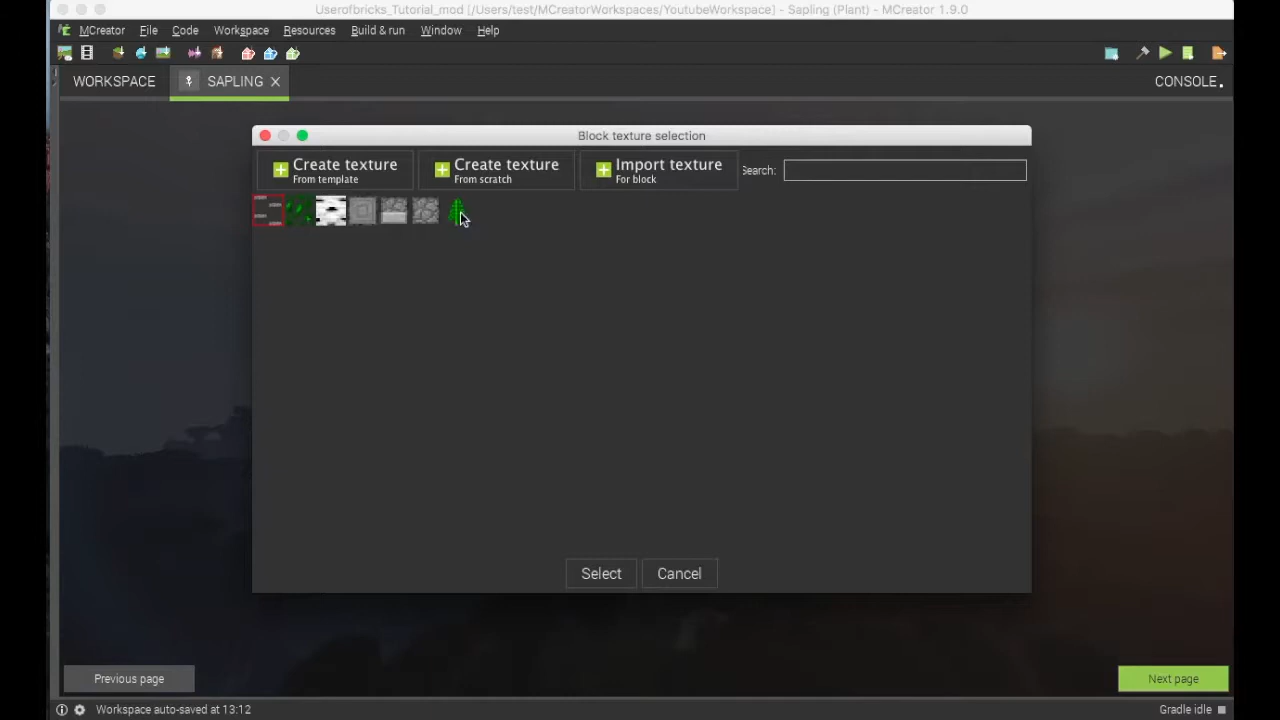 Userofbricks_Tutorial_mod [/Users/test/MCreatorWorkspaces/YoutubeWorkspace] - Sapling (Plant) - MCreator 1.9.0
MCreator File Code Workspace Resources Build & run Window Help
WORKSPACE SAPLING CONSOLE
Block texture selection
Create texture
From template
Create texture
From scratch
Import texture
For block
Search:
Select Cancel
Previous page Next page
Workspace auto-saved at 13:12 Gradle idle